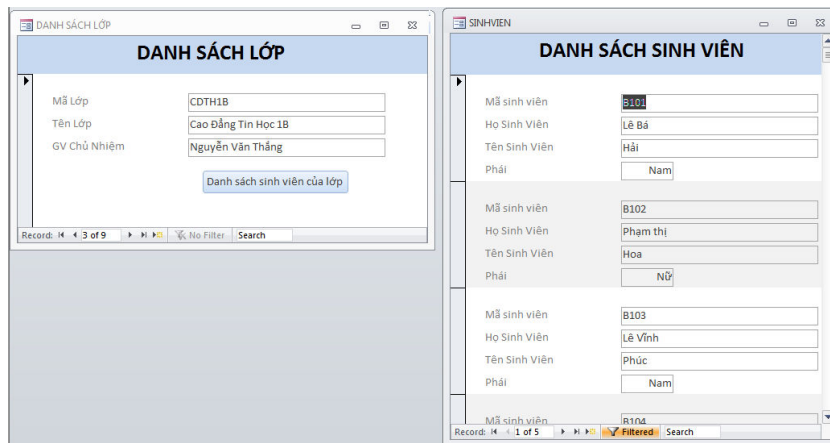 DANH SÁCH LỚP
DANH SÁCH LỚP
Mã Lớp CDTH1B
Tên Lớp Cao Đẳng Tin Học 1B
GV Chủ Nhiệm Nguyễn Văn Thắng
Danh sách sinh viên của lớp
Record: 3 of 9 No Filter Search
SINHVIEN
DANH SÁCH SINH VIÊN
Mã sinh viên B101
Họ Sinh Viên Lê Bá
Tên Sinh Viên Hải
Phái Nam
Mã sinh viên B102
Họ Sinh Viên Phạm thị
Tên Sinh Viên Hoa
Phái Nữ
Mã sinh viên B103
Họ Sinh Viên Lê Vĩnh
Tên Sinh Viên Phúc
Phái Nam
Mã sinh viên B104
Record: 1 of 5 Filtered Search